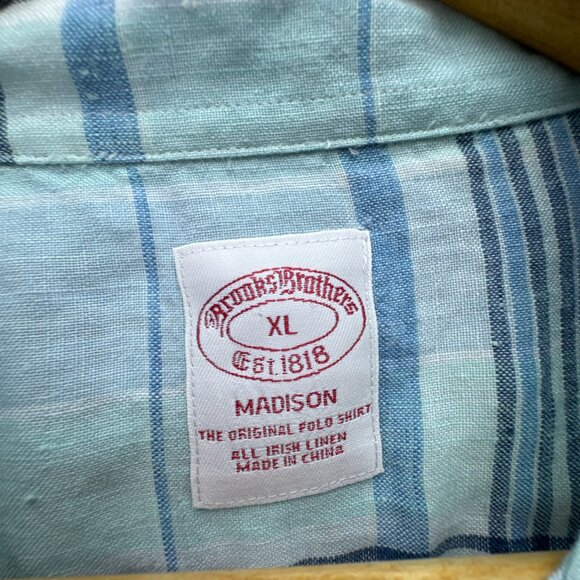 Brooks Brothers
XL
Est. 1818
MADISON
THE ORIGINAL POLO SHIRT
ALL IRISH LINEN
MADE IN CHINA